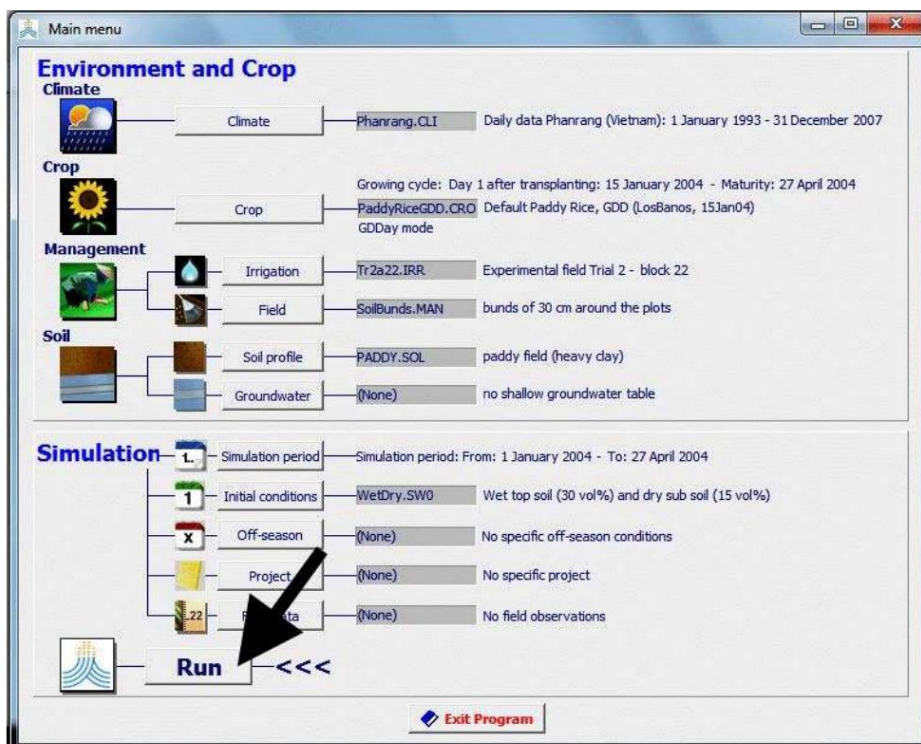 Main menu
Environment and Crop
Climate
Climate Phanrang.CLI Daily data Phanrang (Vietnam): 1 January 1993 - 31 December 2007
Crop
Growing cycle: Day 1 after transplanting: 15 January 2004 - Maturity: 27 April 2004
Crop PaddyRiceGDD.CRO Default Paddy Rice, GDD (LosBanos, 15Jan04)
GDDay mode
Management
Irrigation Tr2a22.IRR Experimental field Trial 2 - block 22
Field SoilBunds.MAN bunds of 30 cm around the plots
Soil
Soil profile PADDY.SOL paddy field (heavy clay)
Groundwater (None) no shallow groundwater table
Simulation 1.. Simulation period Simulation period: From: 1 January 2004 - To: 27 April 2004
1 Initial conditions WetDry.SW0 Wet top soil (30 vol%) and dry sub soil (15 vol%)
X Off-season (None) No specific off-season conditions
Project (None) No specific project
..22 (None) No field observations
Run <<<
Exit Program